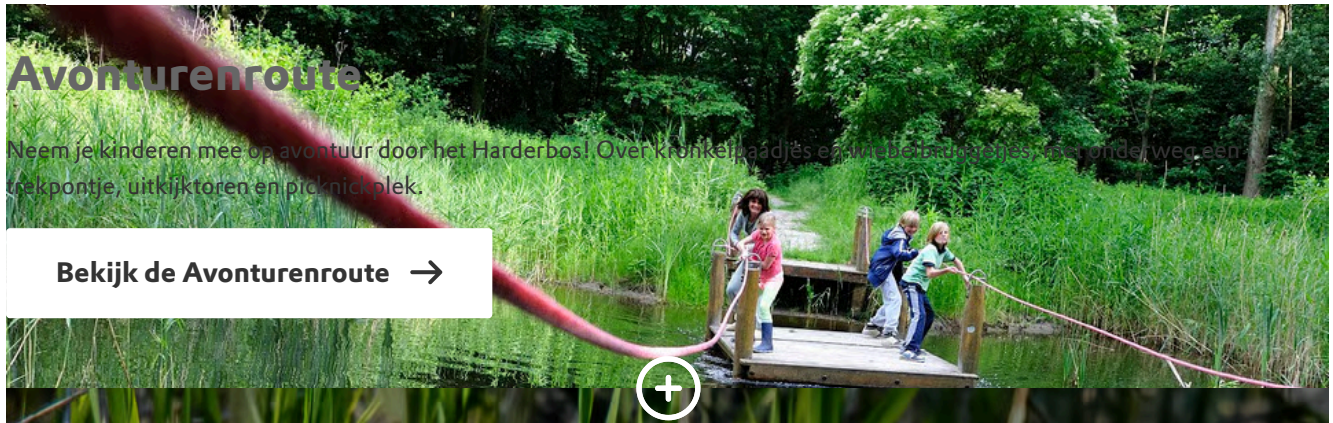 Avonturenroute
Neem je kinderen mee op avontuur door het Harderbos! Over kronkelpaadjes en wiebelbruggetjes, met onderweg een
trekpontje, uitkijktoren en picknickplek.
Bekijk de Avonturenroute